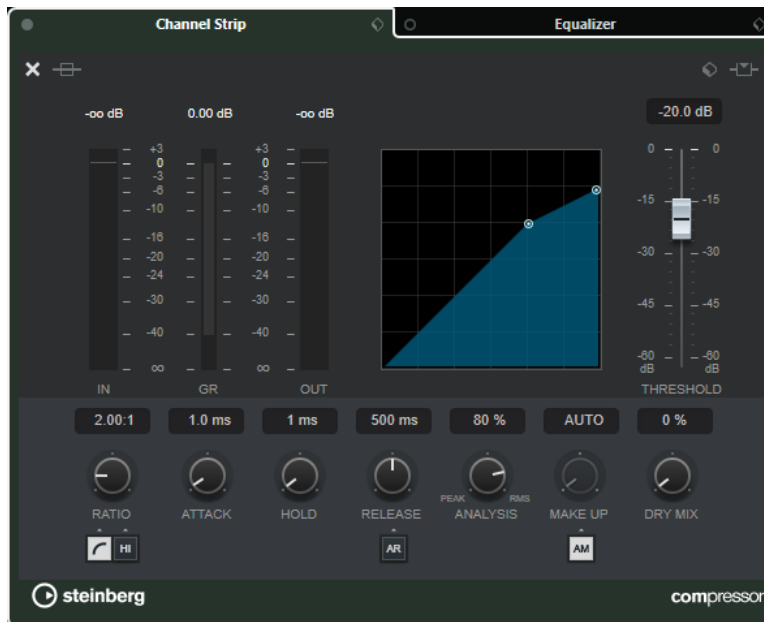 Channel Strip
Equalizer
-oo dB 0.00 dB -oo dB
-20.0 dB
+3 +3
0 0
-3 -3
-6 -6
-10 -10
-16 -16
-20 -20
-24 -24
-30 -30
-40 -40
∞ ∞
IN GR OUT
0 0
-15 -15
-30 -30
-45 -45
-60 -60
dB dB
THRESHOLD
2.00:1 1.0 ms 1 ms 500 ms 80 % AUTO 0 %
PEAK RMS
RATIO ATTACK HOLD RELEASE ANALYSIS MAKE UP DRY MIX
HI AR AM
steinberg
compressor